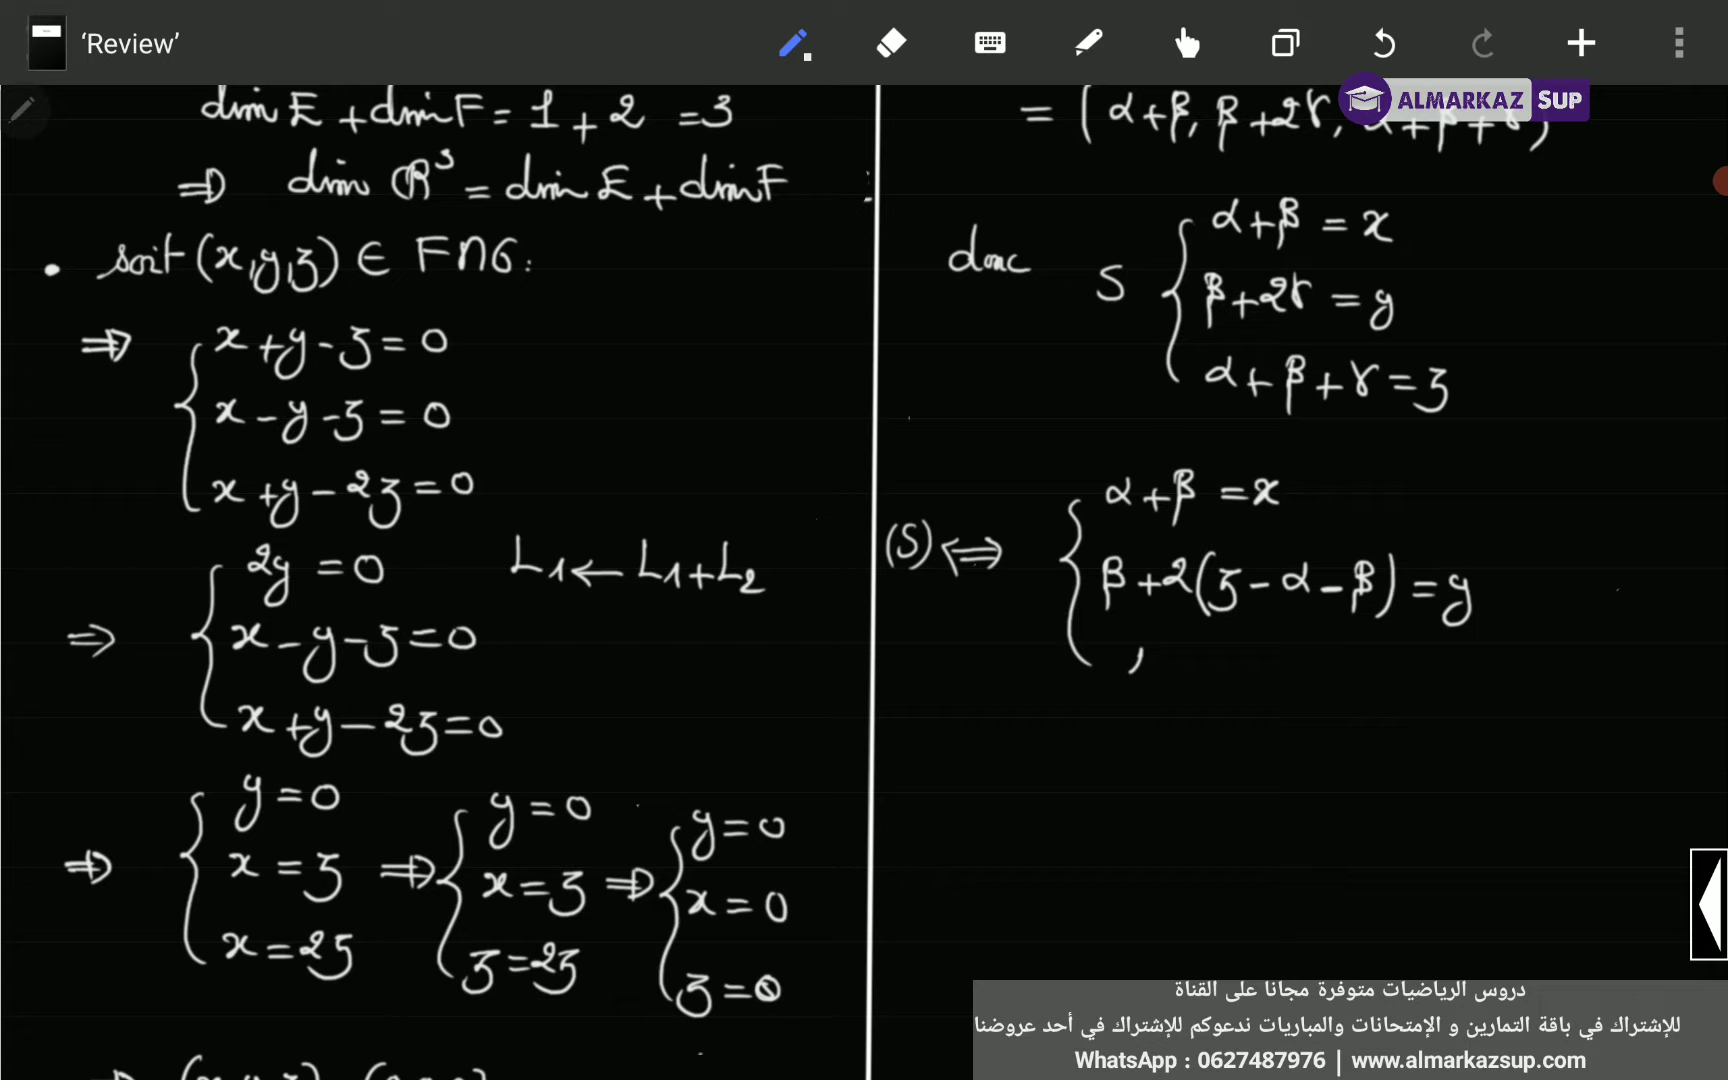 'Review'
ALMARKAZ SUP
dim E + dim F = 1 + 2 = 3
⇒ dim ℝ³ = dim E + dim F
• soit (x, y, z) ∈ F ∩ G :
⇒ { x + y - z = 0
x - y - z = 0
x + y - 2z = 0
⇒ { 2y = 0 L₁ ← L₁ + L₂
x - y - z = 0
x + y - 2z = 0
⇒ { y = 0 ⇒ { y = 0 ⇒ { y = 0
x = z x = z x = 0
x = 2z z = 2z z = 0
= (α + β, β + 2γ, α + β + γ)
donc S { α + β = x
β + 2γ = y
α + β + γ = z
(S) ⇔ { α + β = x
β + 2(z - α - β) = y
دروس الرياضيات متوفرة مجانا على القناة
للإشتراك في باقة التمارين و الإمتحانات والمباريات ندعوكم للإشتراك في أحد عروضنا
WhatsApp : 0627487976 | www.almarkazsup.com